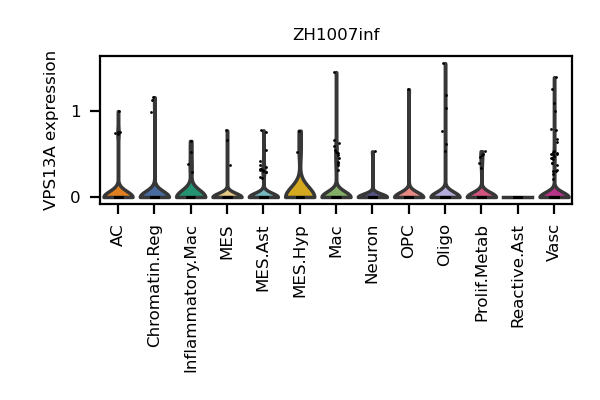 ZH1007inf
VPS13A expression
1
0
AC
Chromatin.Reg
Inflammatory.Mac
MES
MES.Ast
MES.Hyp
Mac
Neuron
OPC
Oligo
Prolif.Metab
Reactive.Ast
Vasc